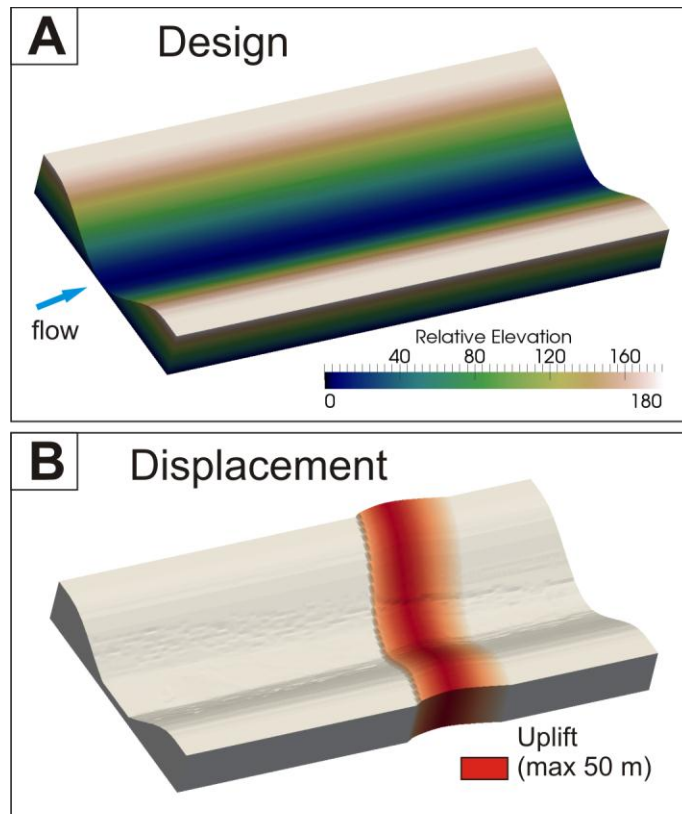 A Design
flow
Relative Elevation
40 80 120 160
0 180
B Displacement
Uplift
(max 50 m)